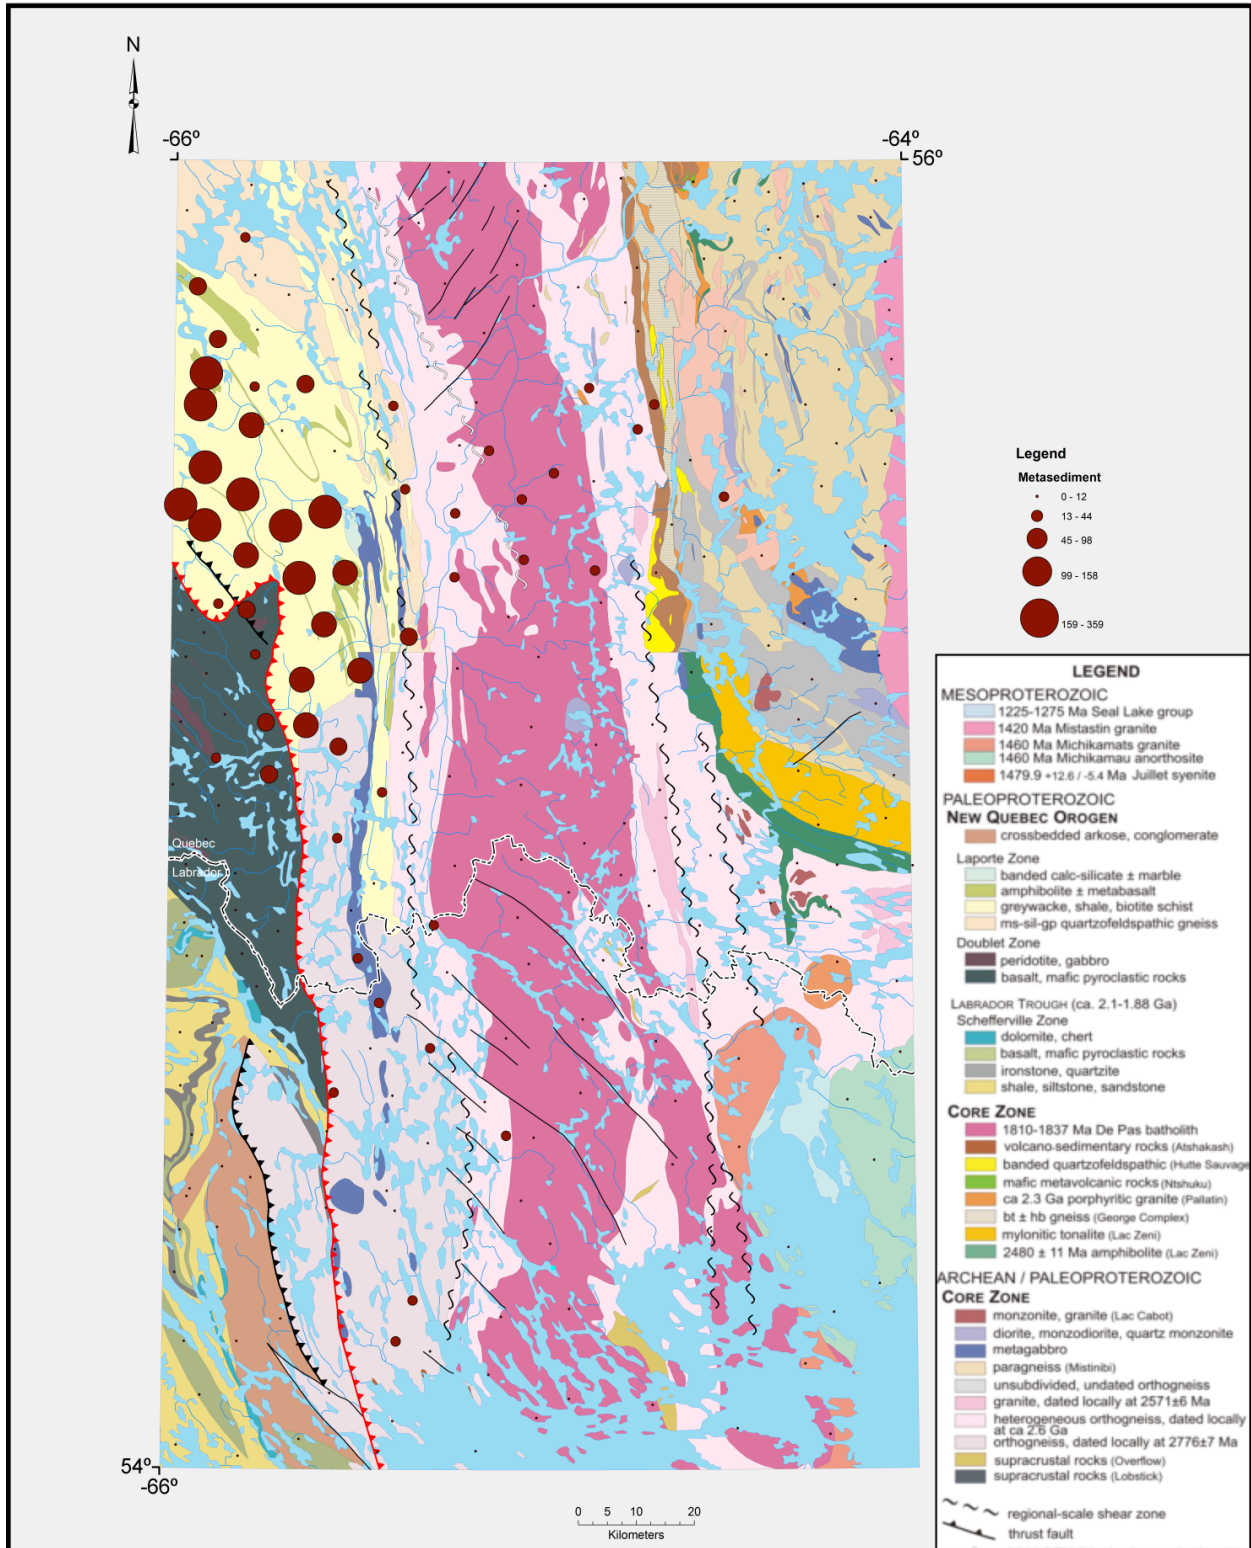 N
-66°
-64°
56°
Legend
Metasediment
0 - 12
13 - 44
45 - 98
99 - 158
159 - 359
Quebec
Labrador
54°
-66°
0 5 10 20
Kilometers
LEGEND
MESOPROTEROZOIC
1225-1275 Ma Seal Lake group
1420 Ma Mistastin granite
1460 Ma Michikamats granite
1460 Ma Michikamau anorthosite
1479.9 +12.6 / -5.4 Ma Juillet syenite
PALEOPROTEROZOIC
NEW QUEBEC OROGEN
crossbedded arkose, conglomerate
Laporte Zone
banded calc-silicate ± marble
amphibolite ± metabasalt
greywacke, shale, biotite schist
ms-sil-gp quartzofeldspathic gneiss
Doublet Zone
peridotite, gabbro
basalt, mafic pyroclastic rocks
LABRADOR TROUGH (ca. 2.1-1.88 Ga)
Schefferville Zone
dolomite, chert
basalt, mafic pyroclastic rocks
ironstone, quartzite
shale, siltstone, sandstone
CORE ZONE
1810-1837 Ma De Pas batholith
volcano-sedimentary rocks (Atshakash)
banded quartzofeldspathic (Hutte Sauvage
mafic metavolcanic rocks (Ntshuku)
ca 2.3 Ga porphyritic granite (Pallatin)
bt ± hb gneiss (George Complex)
mylonitic tonalite (Lac Zeni)
2480 ± 11 Ma amphibolite (Lac Zeni)
ARCHEAN / PALEOPROTEROZOIC
CORE ZONE
monzonite, granite (Lac Cabot)
diorite, monzodiorite, quartz monzonite
metagabbro
paragneiss (Mistinibi)
unsubdivided, undated orthogneiss
granite, dated locally at 2571±6 Ma
heterogeneous orthogneiss, dated locally
at ca 2.6 Ga
orthogneiss, dated locally at 2776±7 Ma
supracrustal rocks (Overflow)
supracrustal rocks (Lobstick)
regional-scale shear zone
thrust fault